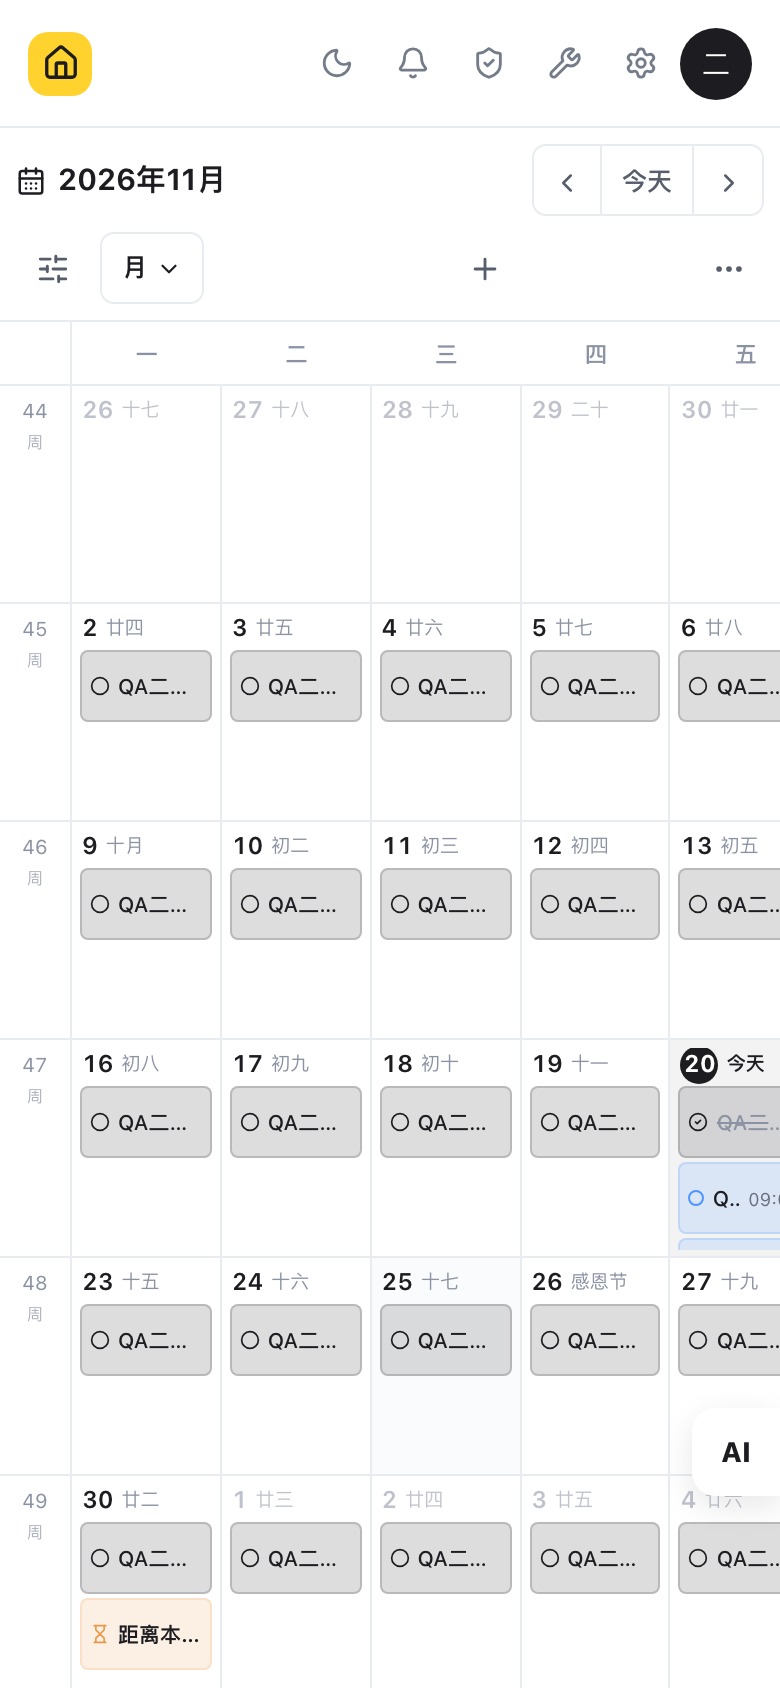 二
2026年11月
今天
月
一 二 三 四 五
44 周 26 十七 27 十八 28 十九 29 二十 30 廿一
45 周 2 廿四 3 廿五 4 廿六 5 廿七 6 廿八
QA二... QA二... QA二... QA二... QA二...
46 周 9 十月 10 初二 11 初三 12 初四 13 初五
QA二... QA二... QA二... QA二... QA二...
47 周 16 初八 17 初九 18 初十 19 十一 20 今天
QA二... QA二... QA二... QA二... QA二...
Q.. 09:
48 周 23 十五 24 十六 25 十七 26 感恩节 27 十九
QA二... QA二... QA二... QA二... QA二...
AI
49 周 30 廿二 1 廿三 2 廿四 3 廿五 4 廿六
QA二... QA二... QA二... QA二... QA二...
距离本...